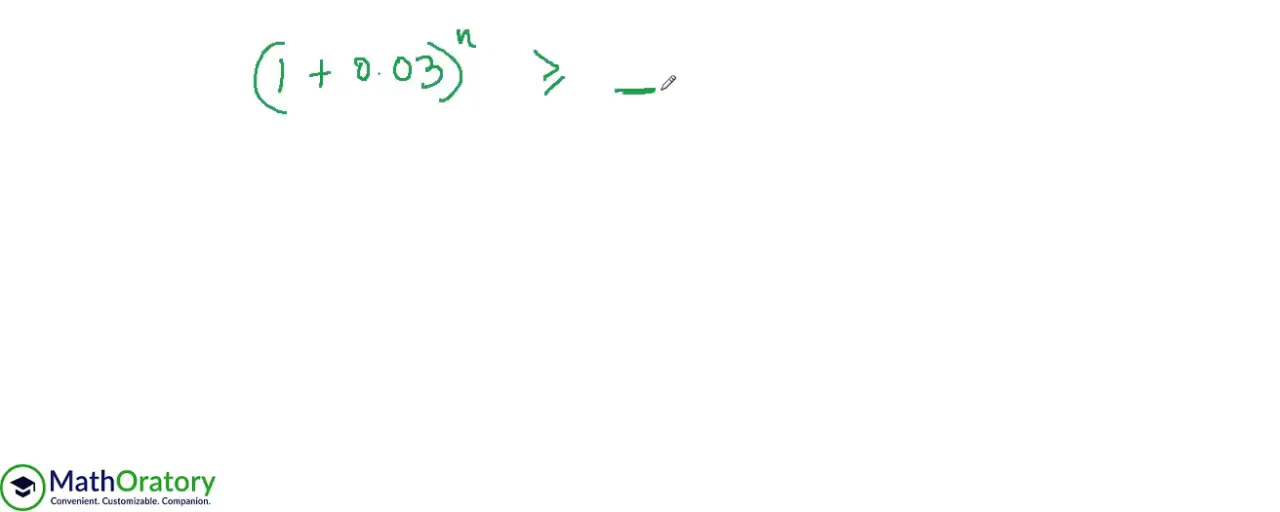 (1 + 0.03)ⁿ ≥ _
MathOratory
Convenient. Customizable. Companion.